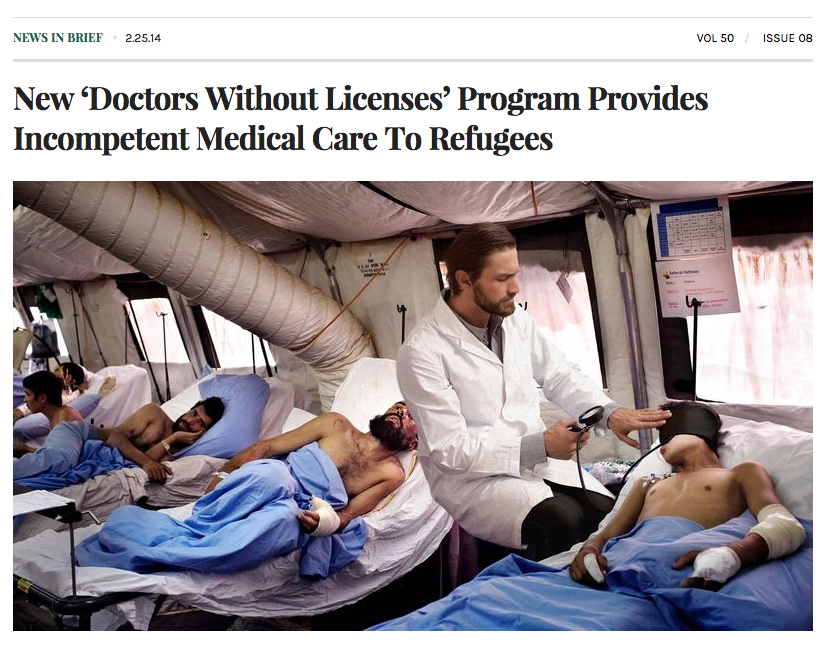 NEWS IN BRIEF • 2.25.14 VOL 50 / ISSUE 08
New ‘Doctors Without Licenses’ Program Provides
Incompetent Medical Care To Refugees
Referral Pathway